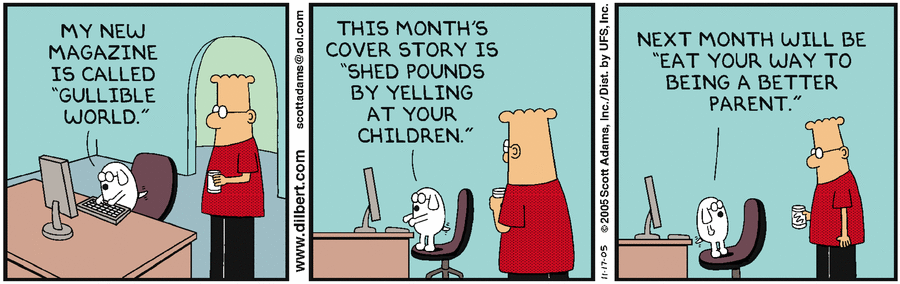 MY NEW
MAGAZINE
IS CALLED
"GULLIBLE
WORLD."
scottadams@aol.com
www.dilbert.com
THIS MONTH'S
COVER STORY IS
"SHED POUNDS
BY YELLING
AT YOUR
CHILDREN."
11-17-05 © 2005 Scott Adams, Inc./Dist. by UFS, Inc.
NEXT MONTH WILL BE
"EAT YOUR WAY TO
BEING A BETTER
PARENT."